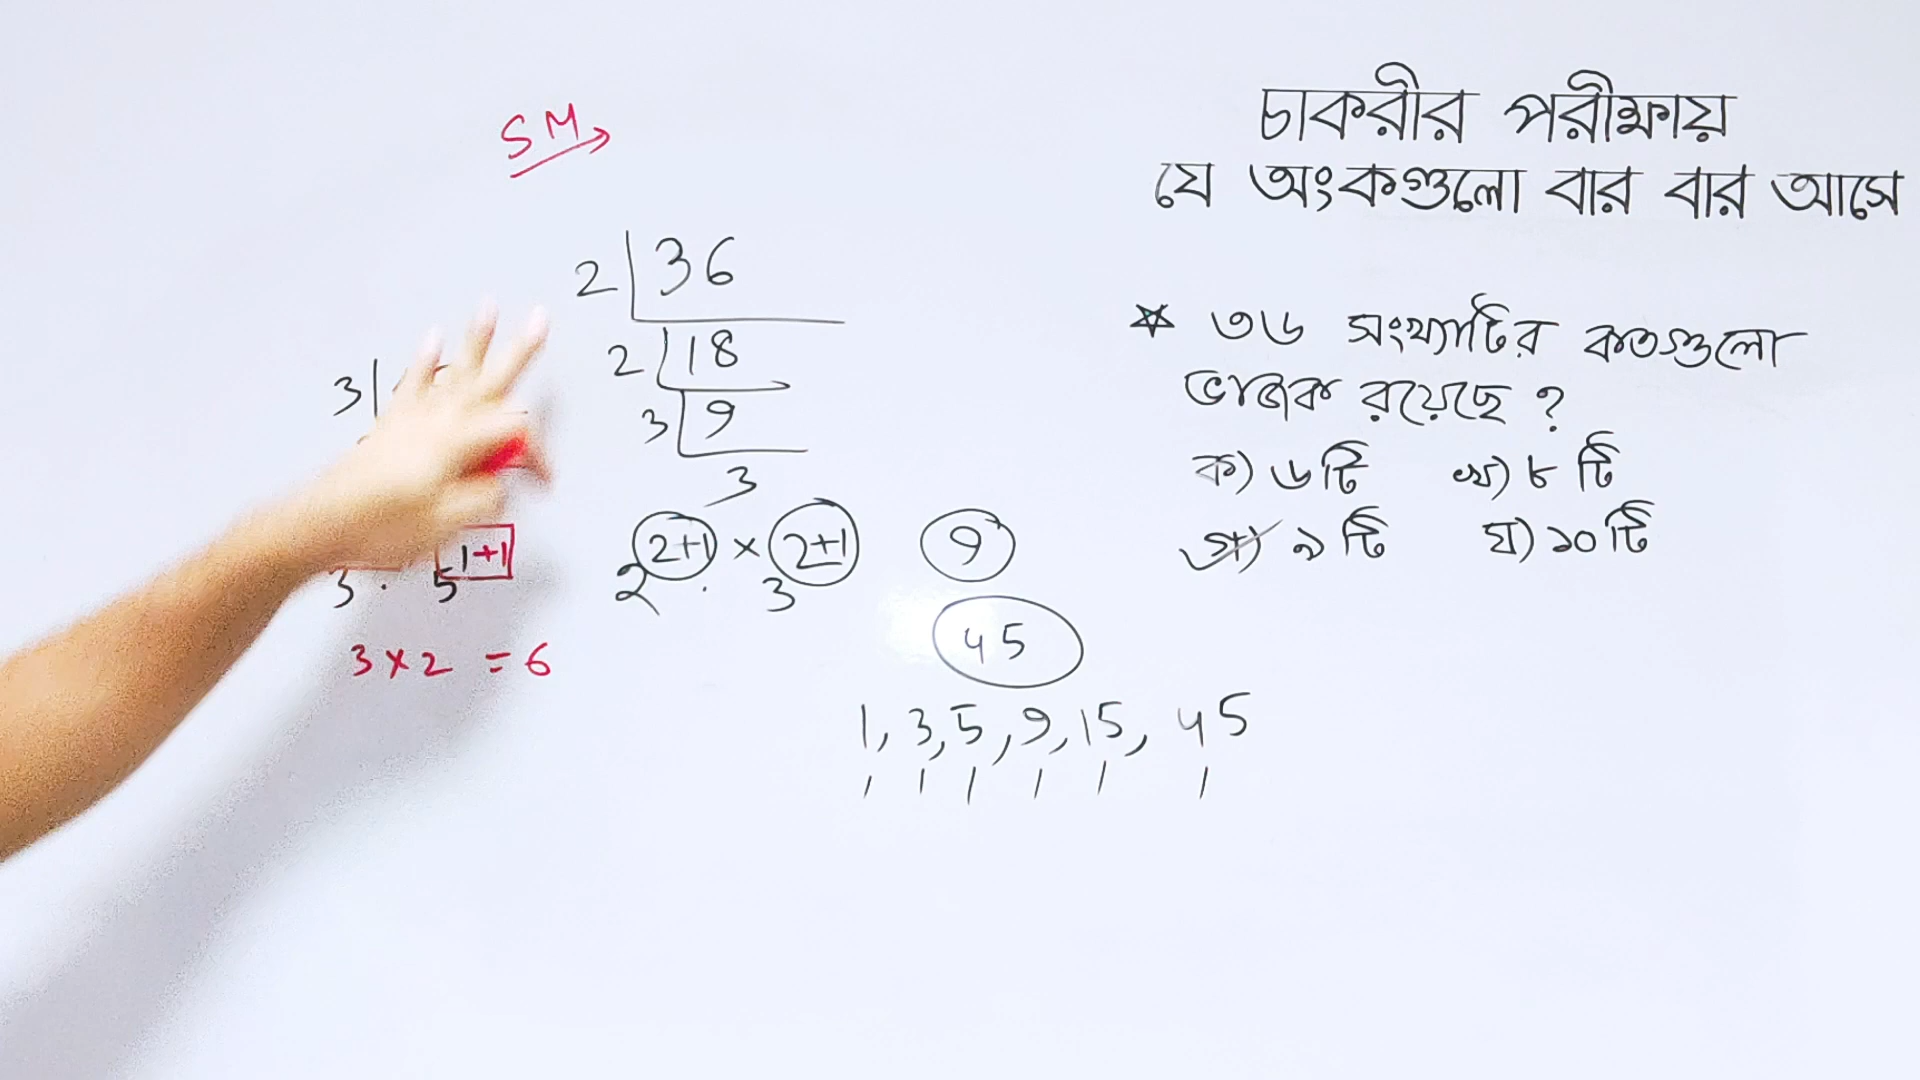 SM
চাকরীর পরীক্ষায়
যে অংকগুলো বার বার আসে
2 | 36
2 | 18
3 | 9
3
2^{2+1} × 3^{2+1} 9
* ৩৬ সংখ্যাটির কতগুলো
ভাজক রয়েছে ?
ক) ৬টি খ) ৮ টি
গ) ৯ টি ঘ) ১০টি
3 |
3 · 5^{1+1}
3 × 2 = 6
45
1, 3, 5, 9, 15, 45